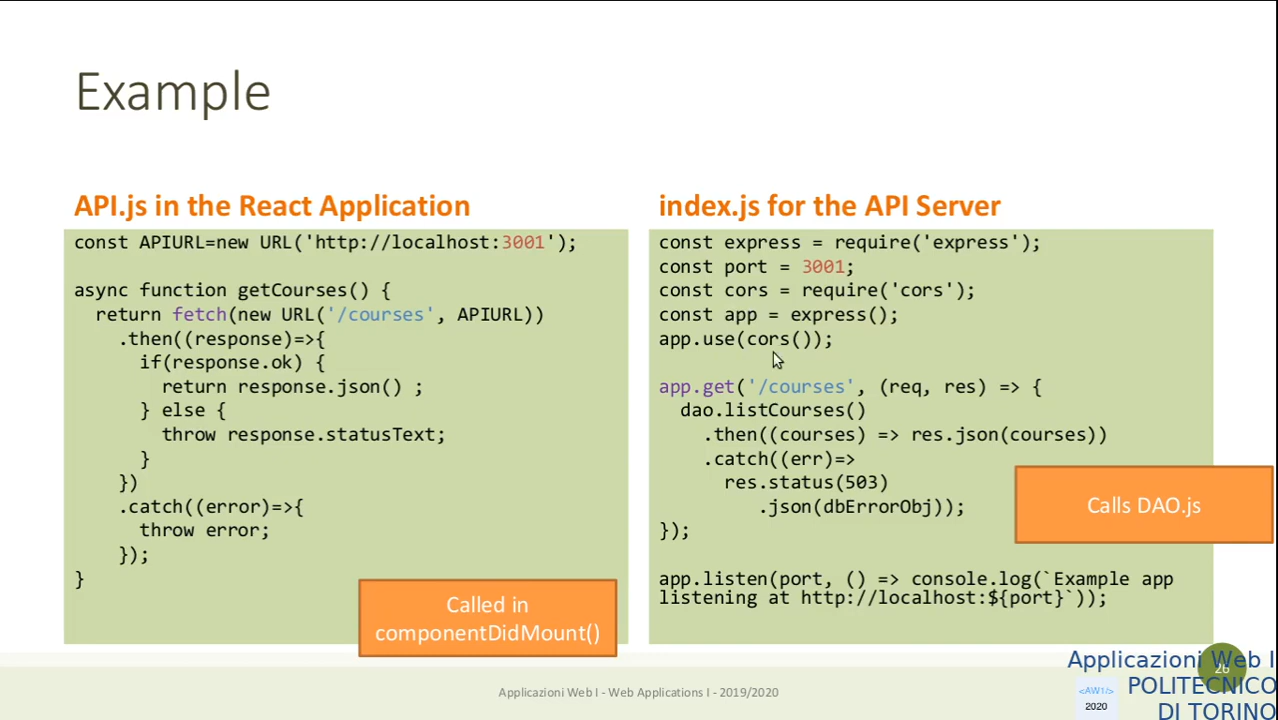 Example
API.js in the React Application
const APIURL=new URL('http://localhost:3001');
async function getCourses() {
return fetch(new URL('/courses', APIURL))
.then((response)=>{
if(response.ok) {
return response.json() ;
} else {
throw response.statusText;
}
})
.catch((error)=>{
throw error;
});
}
Called in
componentDidMount()
index.js for the API Server
const express = require('express');
const port = 3001;
const cors = require('cors');
const app = express();
app.use(cors());
app.get('/courses', (req, res) => {
dao.listCourses()
.then((courses) => res.json(courses))
.catch((err)=>
res.status(503)
.json(dbErrorObj));
});
Calls DAO.js
app.listen(port, () => console.log(`Example app
listening at http://localhost:${port}`));
Applicazioni Web I - Web Applications I - 2019/2020
26
Applicazioni Web I
POLITECNICO
DI TORINO
<AW1/>
2020